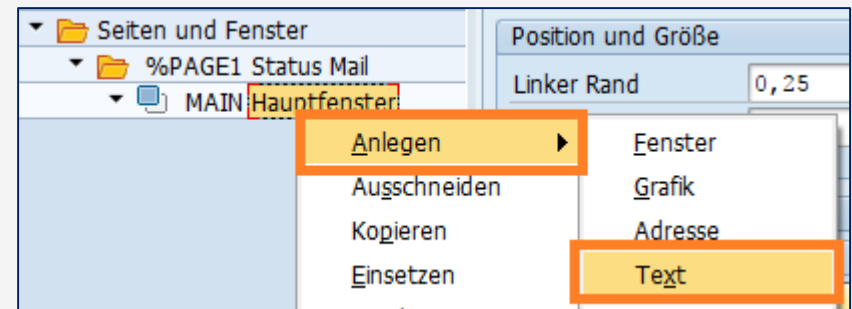 Seiten und Fenster
%PAGE1 Status Mail
MAIN Hauptfenster
Position und Größe
Linker Rand 0,25
Anlegen
Ausschneiden
Kopieren
Einsetzen
Fenster
Grafik
Adresse
Text